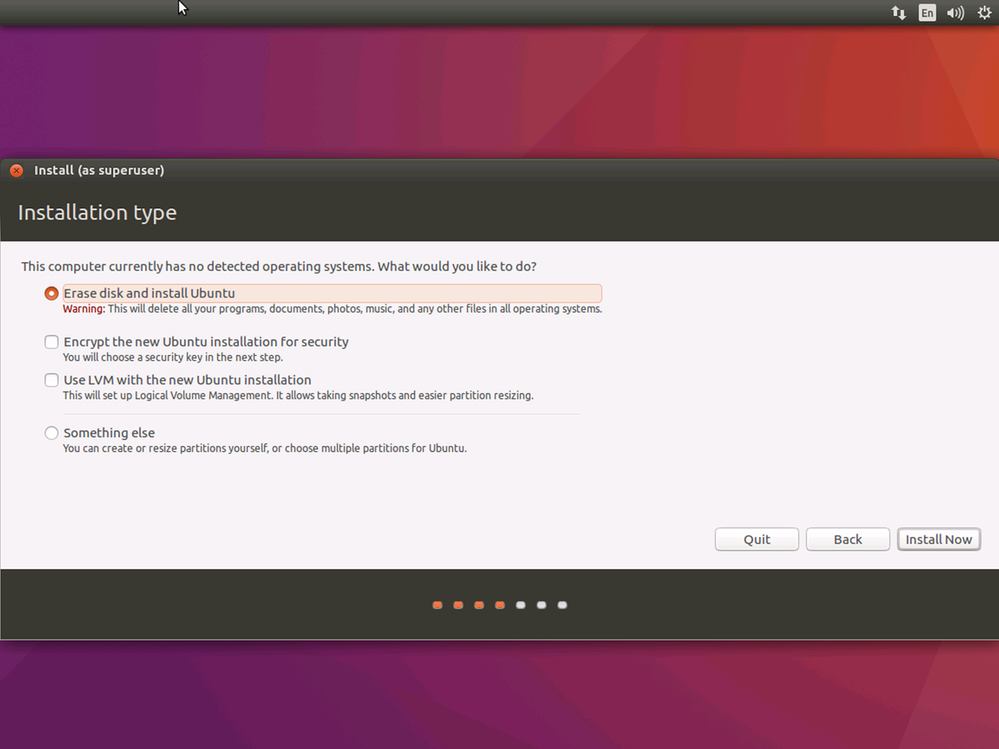 En
Install (as superuser)
Installation type
This computer currently has no detected operating systems. What would you like to do?
Erase disk and install Ubuntu
Warning: This will delete all your programs, documents, photos, music, and any other files in all operating systems.
Encrypt the new Ubuntu installation for security
You will choose a security key in the next step.
Use LVM with the new Ubuntu installation
This will set up Logical Volume Management. It allows taking snapshots and easier partition resizing.
Something else
You can create or resize partitions yourself, or choose multiple partitions for Ubuntu.
Quit Back Install Now